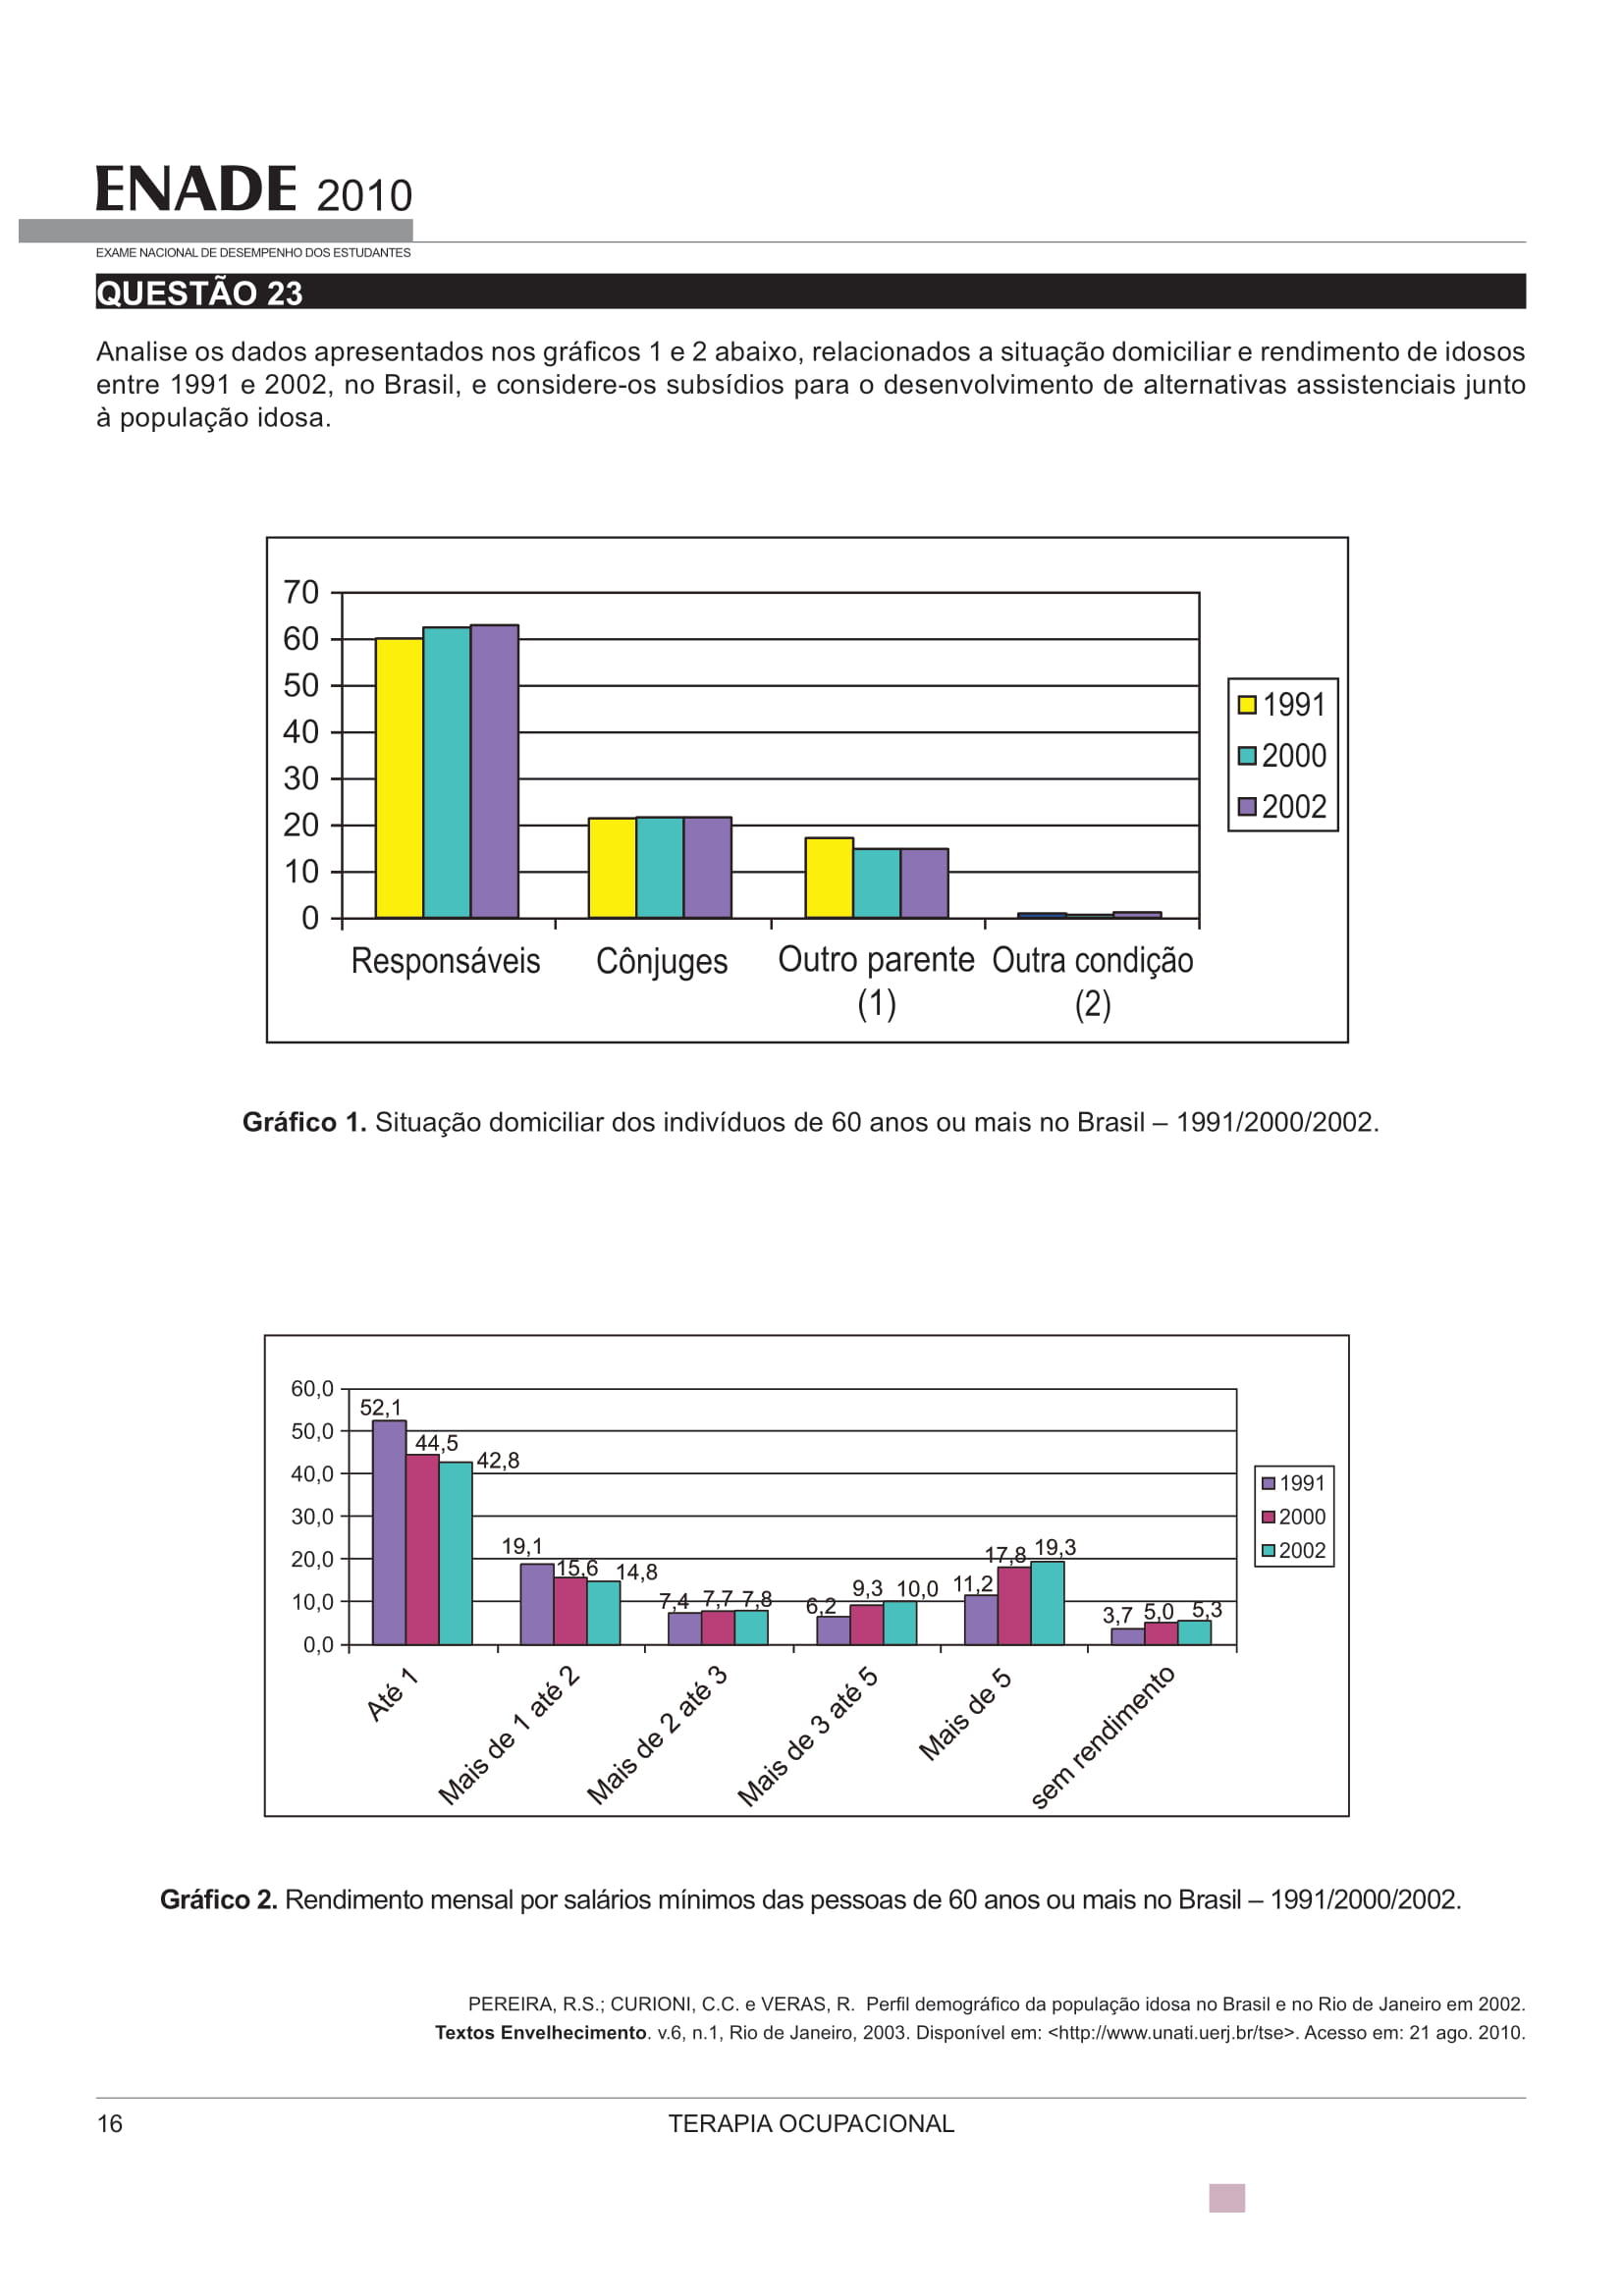 ENADE 2010
EXAME NACIONAL DE DESEMPENHO DOS ESTUDANTES
QUESTÃO 23
Analise os dados apresentados nos gráficos 1 e 2 abaixo, relacionados a situação domiciliar e rendimento de idosos
entre 1991 e 2002, no Brasil, e considere-os subsídios para o desenvolvimento de alternativas assistenciais junto
à população idosa.
70
60
50
40
30
20
10
0
Responsáveis
Cônjuges
Outro parente
(1)
Outra condição
(2)
1991
2000
2002
Gráfico 1. Situação domiciliar dos indivíduos de 60 anos ou mais no Brasil – 1991/2000/2002.
60,0
50,0
40,0
30,0
20,0
10,0
0,0
52,1
44,5
42,8
19,1
15,6
14,8
7,4
7,7
7,8
6,2
9,3
10,0
11,2
17,8
19,3
3,7
5,0
5,3
Até 1
Mais de 1 até 2
Mais de 2 até 3
Mais de 3 até 5
Mais de 5
sem rendimento
1991
2000
2002
Gráfico 2. Rendimento mensal por salários mínimos das pessoas de 60 anos ou mais no Brasil – 1991/2000/2002.
PEREIRA, R.S.; CURIONI, C.C. e VERAS, R. Perfil demográfico da população idosa no Brasil e no Rio de Janeiro em 2002.
Textos Envelhecimento. v.6, n.1, Rio de Janeiro, 2003. Disponível em: <http://www.unati.uerj.br/tse>. Acesso em: 21 ago. 2010.
16
TERAPIA OCUPACIONAL